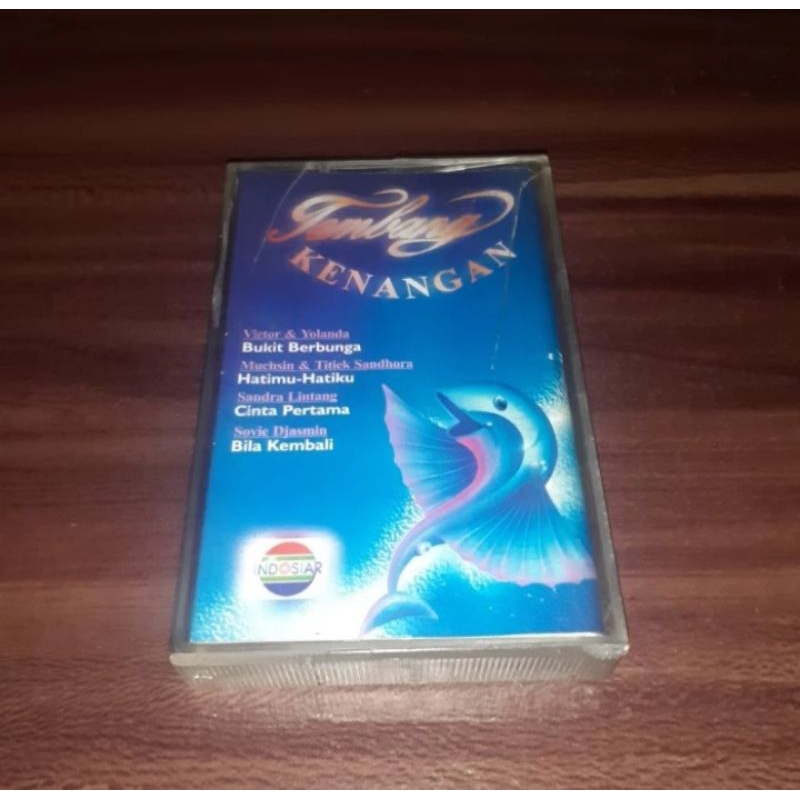 Tembang
KENANGAN
Victor & Yolanda
Bukit Berbunga
Muchsin & Titiek Sandhora
Hatimu-Hatiku
Sandra Lintang
Cinta Pertama
Sovie Djasmin
Bila Kembali
INDOSIAR